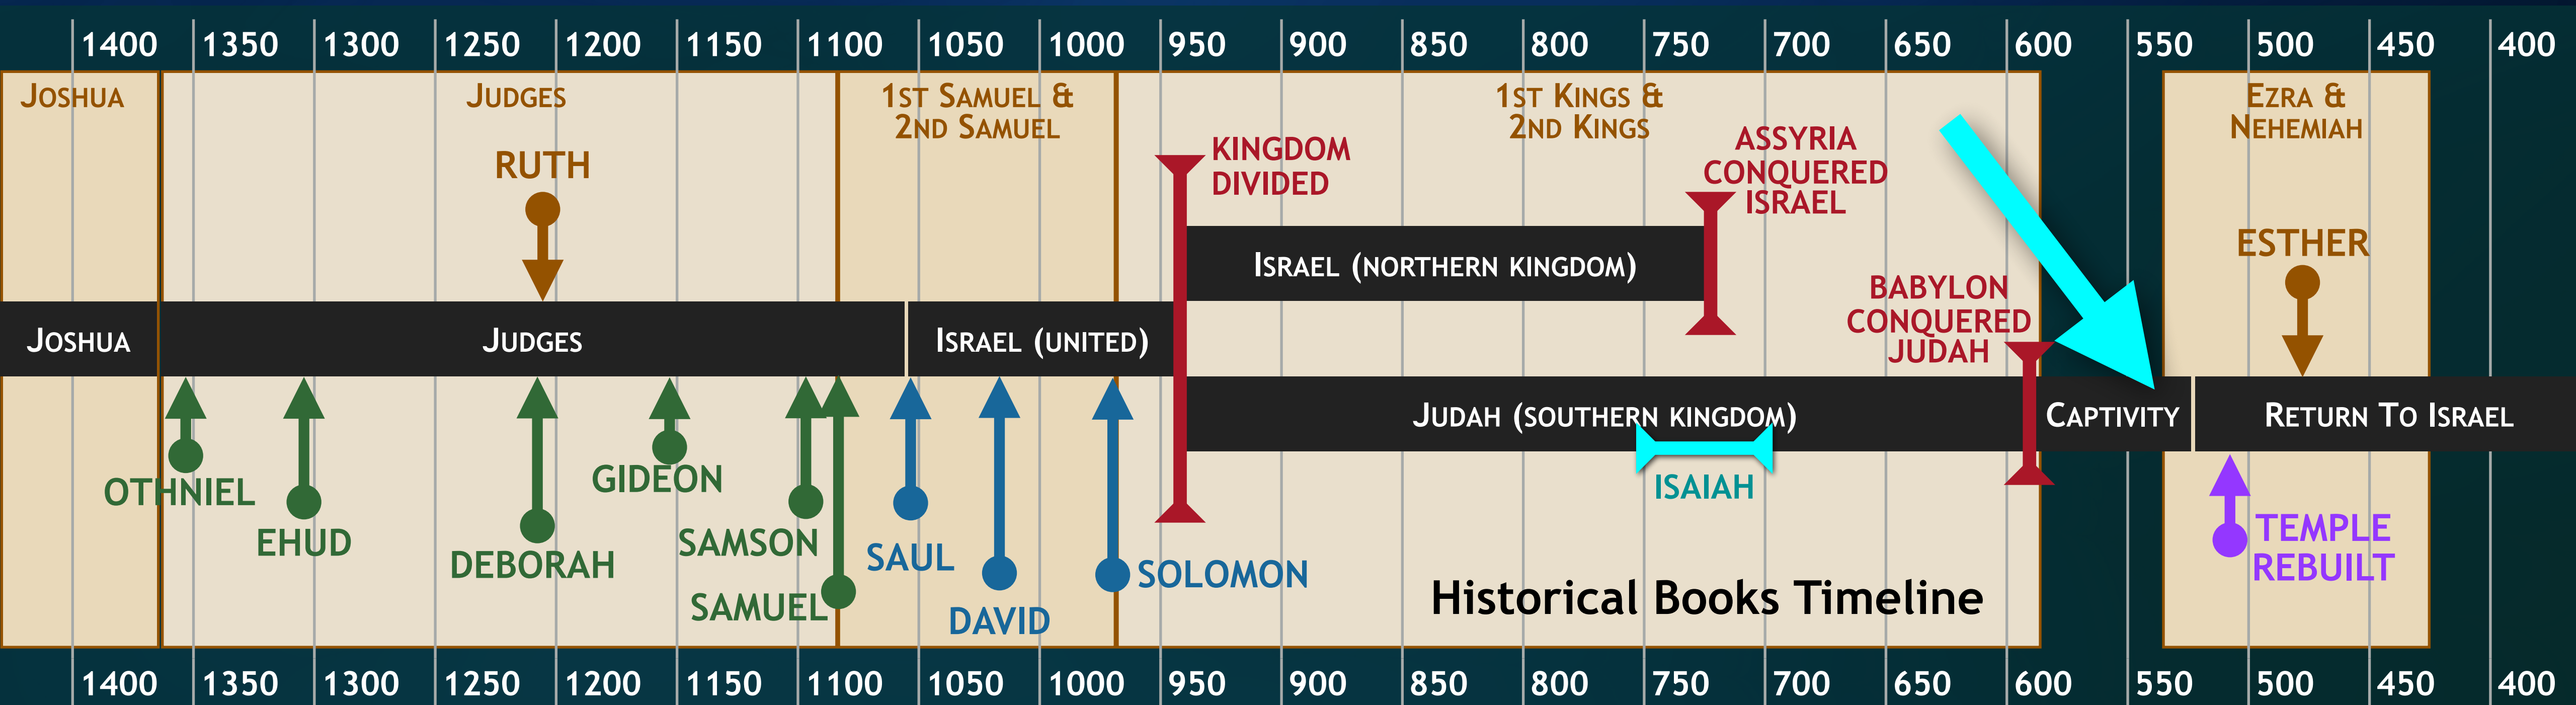 1400 1350 1300 1250 1200 1150 1100 1050 1000 950 900 850 800 750 700 650 600 550 500 450 400
JOSHUA
JUDGES
1ST SAMUEL &
2ND SAMUEL
1ST KINGS &
2ND KINGS
EZRA &
NEHEMIAH
RUTH
KINGDOM
DIVIDED
ASSYRIA
CONQUERED
ISRAEL
ESTHER
ISRAEL (NORTHERN KINGDOM)
BABYLON
CONQUERED
JUDAH
JOSHUA
JUDGES
ISRAEL (UNITED)
JUDAH (SOUTHERN KINGDOM)
CAPTIVITY
RETURN TO ISRAEL
OTHNIEL
EHUD
DEBORAH
GIDEON
SAMSON
SAMUEL
SAUL
DAVID
SOLOMON
ISAIAH
TEMPLE
REBUILT
Historical Books Timeline
1400 1350 1300 1250 1200 1150 1100 1050 1000 950 900 850 800 750 700 650 600 550 500 450 400